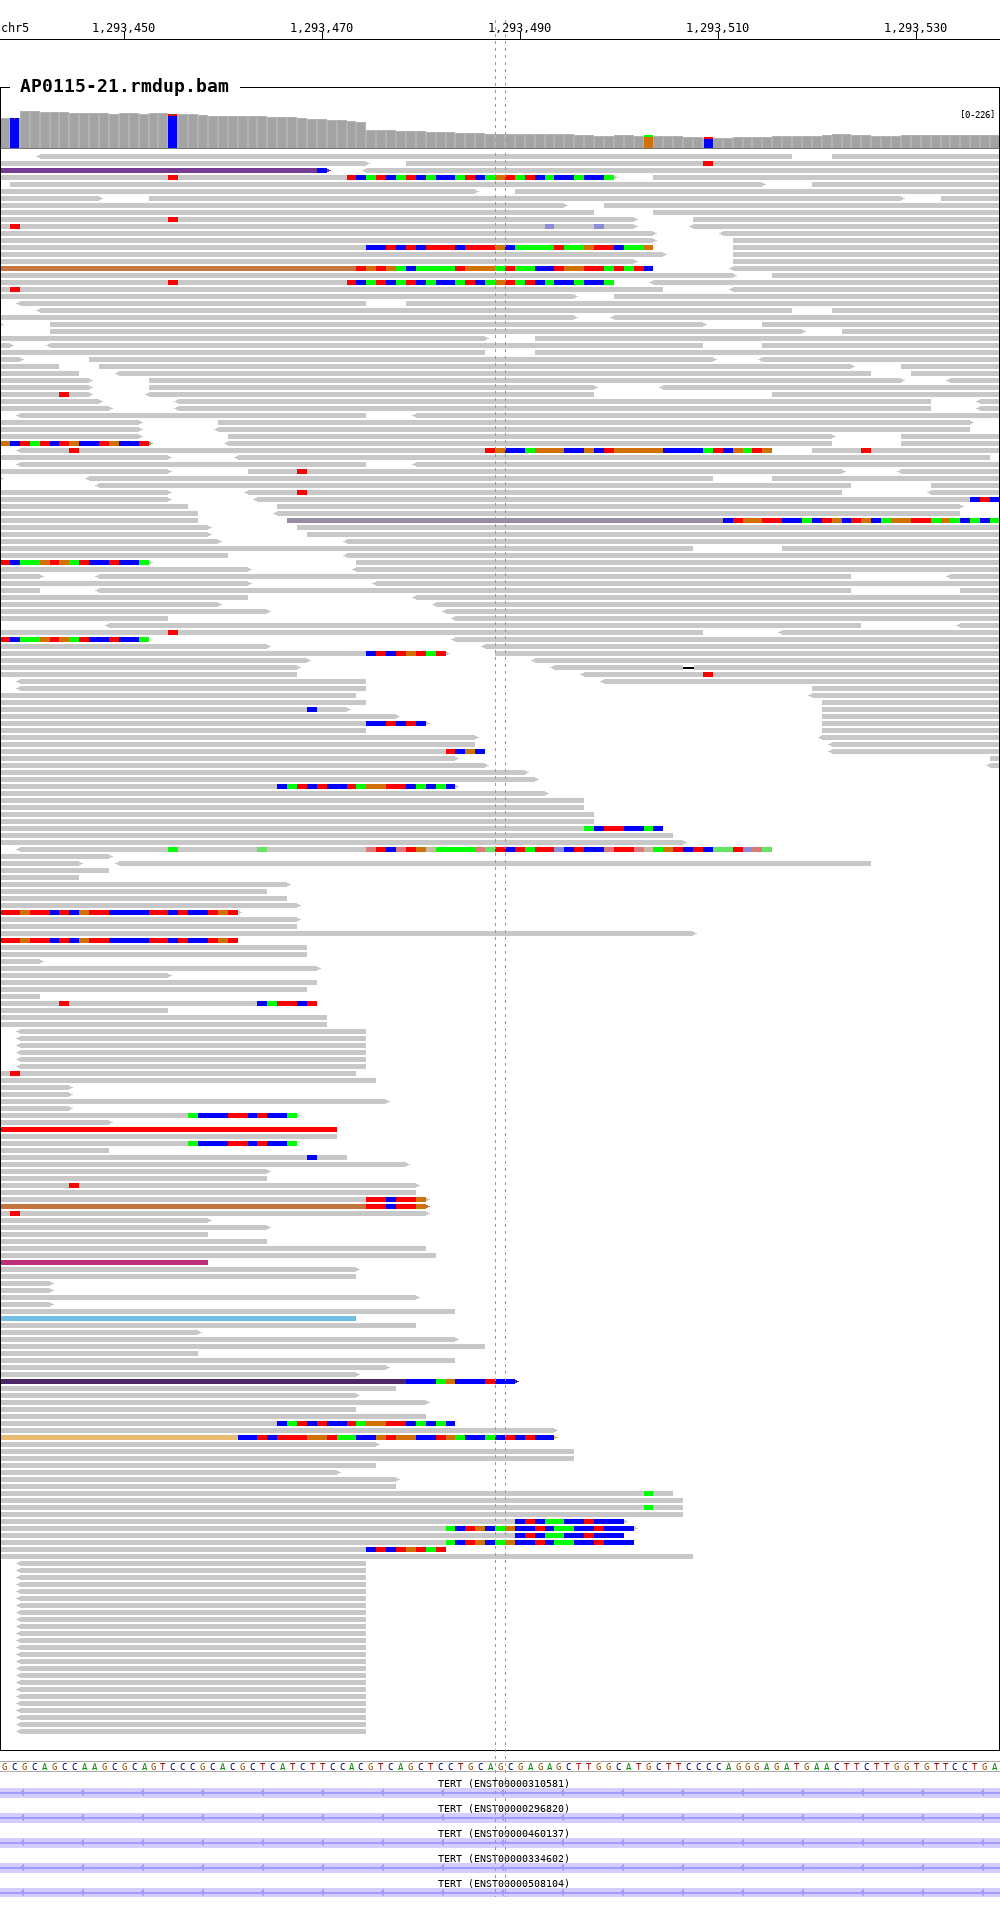 chr5 1,293,450 1,293,470 1,293,490 1,293,510 1,293,530
AP0115-21.rmdup.bam
[0-226]
G C G C A G C C A A G C G C A G T C C C G C A C G C T C A T C T T C C A C G T C A G C T C C T G C A G C G A G A G C T T G G C A T G C T T C C C C A G G G A G A T G A A C T T C T T G G T G T T C C T G A
TERT (ENST00000310581)
TERT (ENST00000296820)
TERT (ENST00000460137)
TERT (ENST00000334602)
TERT (ENST00000508104)